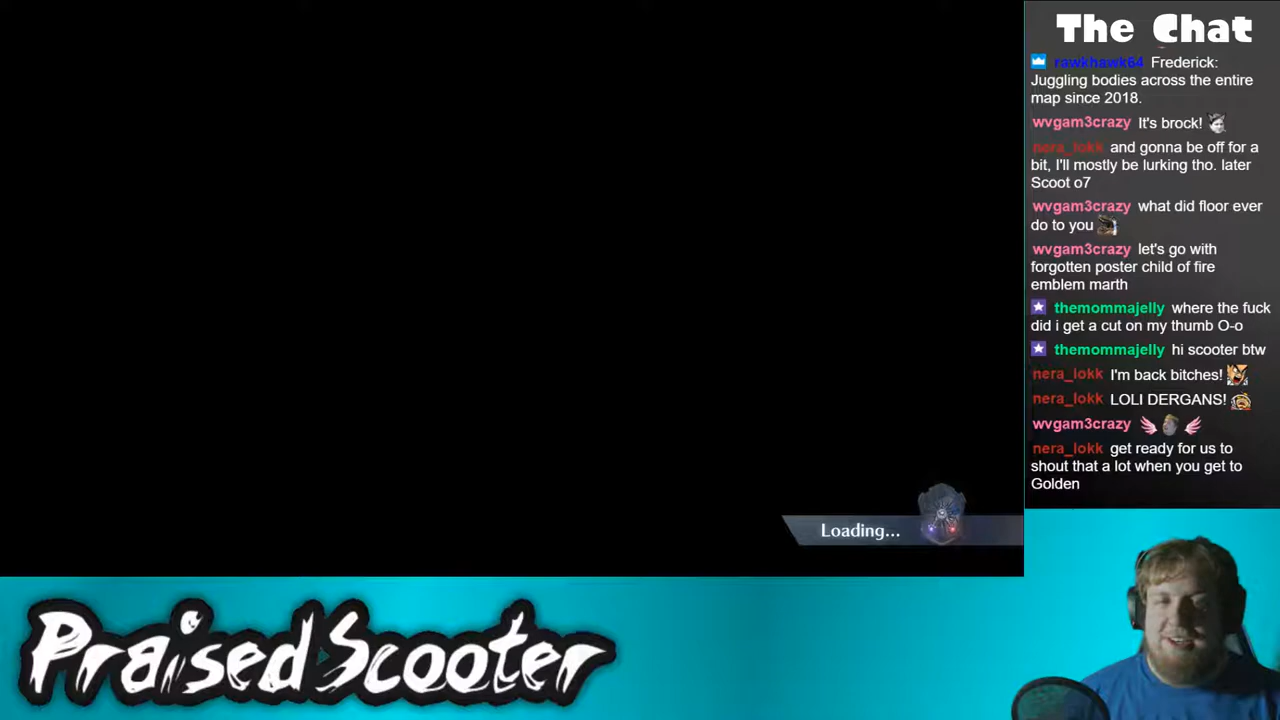 The Chat
rawkhawk64 Frederick:
Juggling bodies across the entire
map since 2018.
wvgam3crazy It's brock!
nera_lokk and gonna be off for a
bit, I'll mostly be lurking tho. later
Scoot o7
wvgam3crazy what did floor ever
do to you
wvgam3crazy let's go with
forgotten poster child of fire
emblem marth
themommajelly where the fuck
did i get a cut on my thumb O-o
themommajelly hi scooter btw
nera_lokk I'm back bitches!
nera_lokk LOLI DERGANS!
wvgam3crazy
nera_lokk get ready for us to
shout that a lot when you get to
Golden
Loading...
PraisedScooter